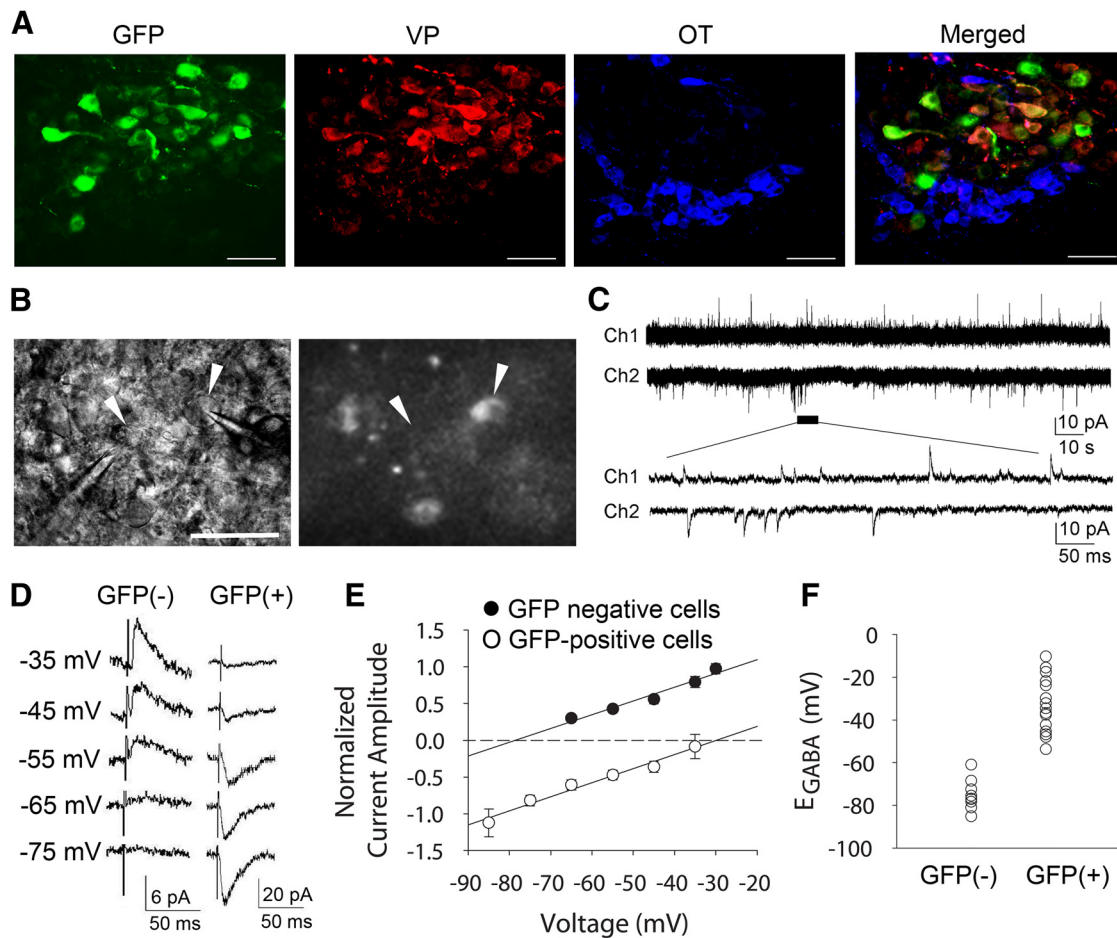 A
GFP
VP
OT
Merged
B
C
Ch1
Ch2
10 pA
10 s
Ch1
Ch2
10 pA
50 ms
D
GFP(-)
GFP(+)
-35 mV
-45 mV
-55 mV
-65 mV
-75 mV
6 pA
50 ms
20 pA
50 ms
E
GFP negative cells
GFP-positive cells
Normalized
Current Amplitude
1.5
1.0
0.5
0.0
-0.5
-1.0
-1.5
-90 -80 -70 -60 -50 -40 -30 -20
Voltage (mV)
F
EGABA (mV)
0
-20
-40
-60
-80
-100
GFP(-)
GFP(+)